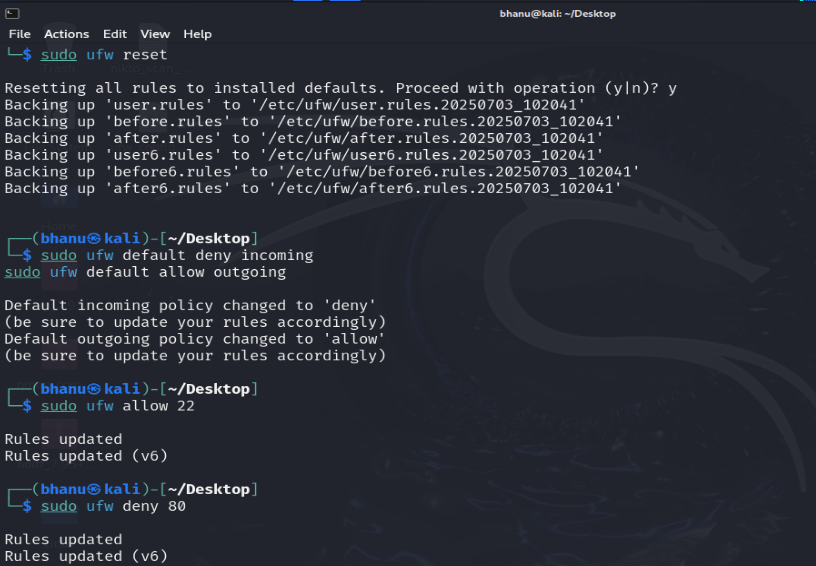 bhanu@kali: ~/Desktop
File Actions Edit View Help
└─$ sudo ufw reset
Resetting all rules to installed defaults. Proceed with operation (y|n)? y
Backing up 'user.rules' to '/etc/ufw/user.rules.20250703_102041'
Backing up 'before.rules' to '/etc/ufw/before.rules.20250703_102041'
Backing up 'after.rules' to '/etc/ufw/after.rules.20250703_102041'
Backing up 'user6.rules' to '/etc/ufw/user6.rules.20250703_102041'
Backing up 'before6.rules' to '/etc/ufw/before6.rules.20250703_102041'
Backing up 'after6.rules' to '/etc/ufw/after6.rules.20250703_102041'
┌──(bhanu㉿kali)-[~/Desktop]
└─$ sudo ufw default deny incoming
sudo ufw default allow outgoing
Default incoming policy changed to 'deny'
(be sure to update your rules accordingly)
Default outgoing policy changed to 'allow'
(be sure to update your rules accordingly)
┌──(bhanu㉿kali)-[~/Desktop]
└─$ sudo ufw allow 22
Rules updated
Rules updated (v6)
┌──(bhanu㉿kali)-[~/Desktop]
└─$ sudo ufw deny 80
Rules updated
Rules updated (v6)